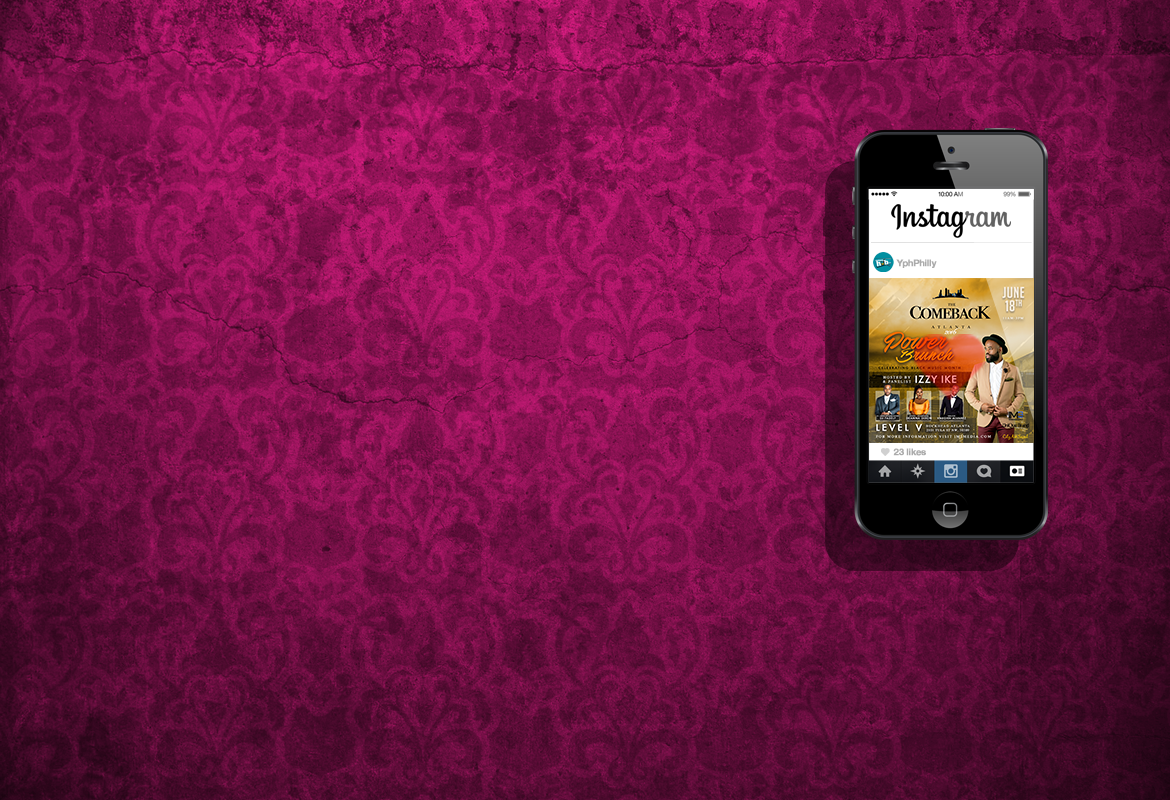 10:00 AM 99%
Instagram
YphPhilly
JUNE
18TH
THE
COMEBACK
ATLANTA
Power
Brunch
CELEBRATING BLACK MUSIC MONTH
HOSTED BY
& PANELIST IZZY IKE
LEVEL V
FOR MORE INFORMATION VISIT
23 likes